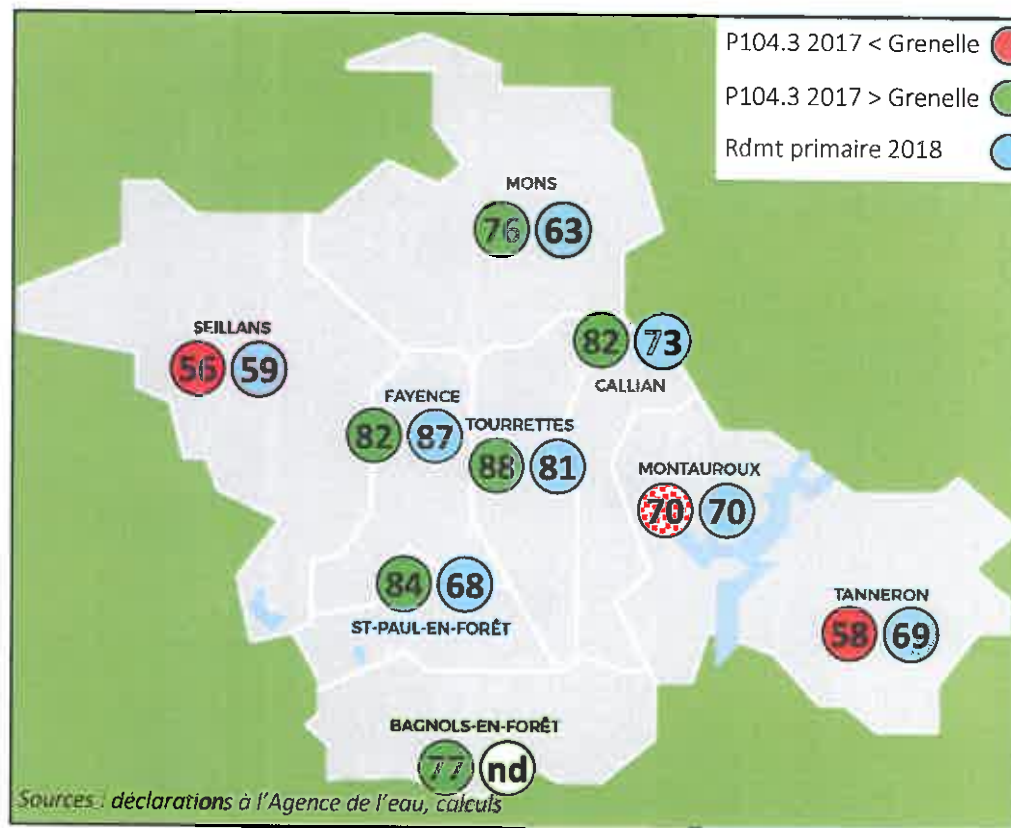 P104.3 2017 < Grenelle
P104.3 2017 > Grenelle
Rdmt primaire 2018
MONS
76 63
SEILLANS
56 59
82 73
CALLIAN
FAYENCE
82 87
TOURRETTES
88 81
MONTAUROUX
70 70
84 68
ST-PAUL-EN-FORÊT
TANNERON
58 69
BAGNOLS-EN-FORÊT
77 nd
Sources : déclarations à l'Agence de l'eau, calculs